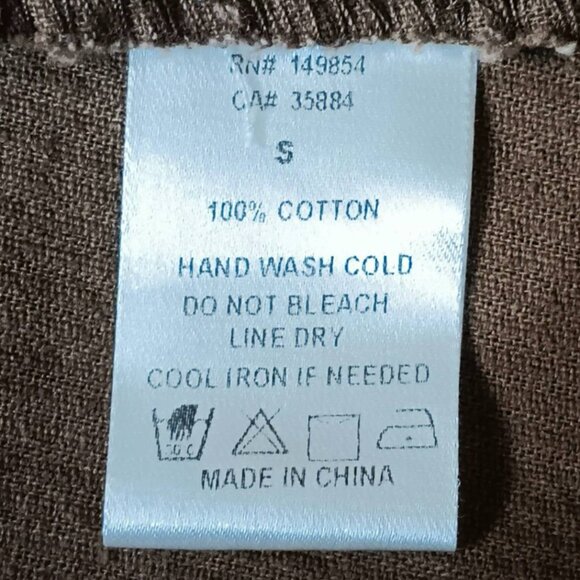 RN# 149854
CA# 35884
S
100% COTTON
HAND WASH COLD
DO NOT BLEACH
LINE DRY
COOL IRON IF NEEDED
30 C
MADE IN CHINA